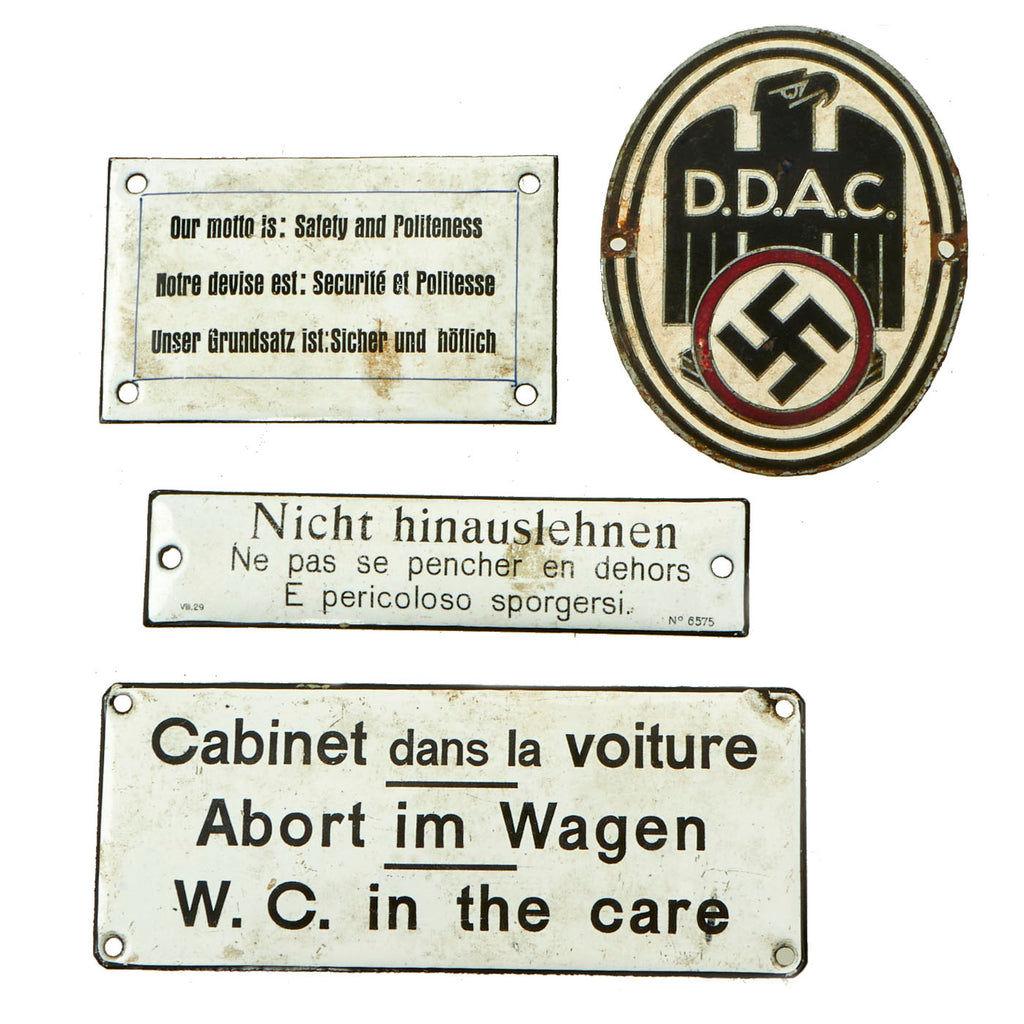 Our motto is: Safety and Politeness
Notre devise est: Securité et Politesse
Unser Grundsatz ist: Sicher und höflich
D.D.A.C.
Nicht hinauslehnen
Ne pas se pencher en dehors
E pericoloso sporgersi.
VII.29
Nº 6575
Cabinet dans la voiture
Abort im Wagen
W. C. in the care